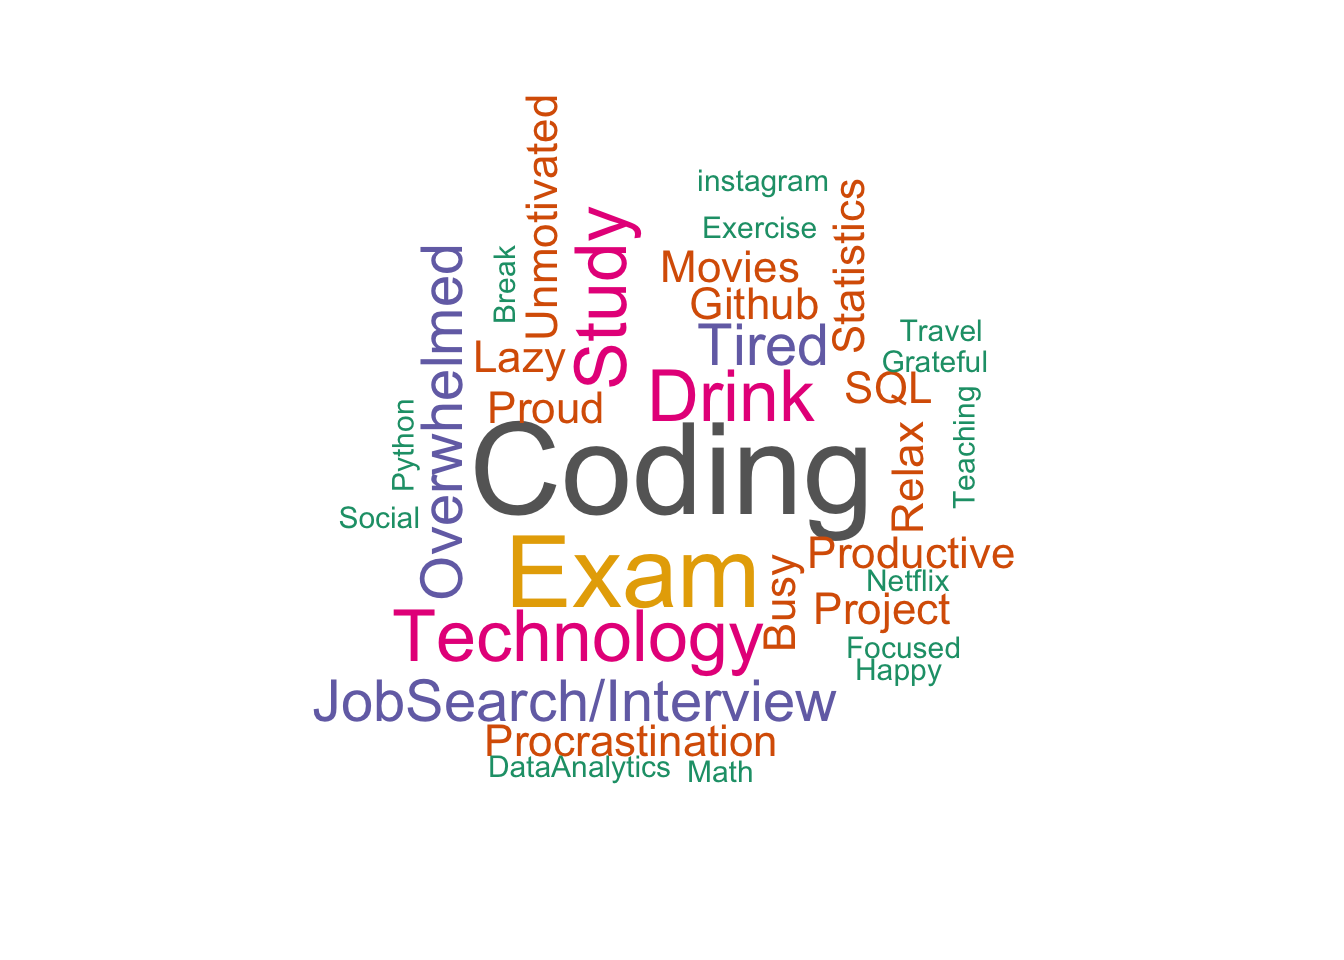 Unmotivated
instagram
Statistics
Study
Exercise
Break
Overwhelmed
Movies
Github
Travel
Tired
Lazy
Grateful
Drink
SQL
Proud
Teaching
Python
Coding
Relax
Social
Exam
Productive
Busy
Netflix
Project
Technology
Focused
Happy
JobSearch/Interview
Procrastination
DataAnalytics
Math